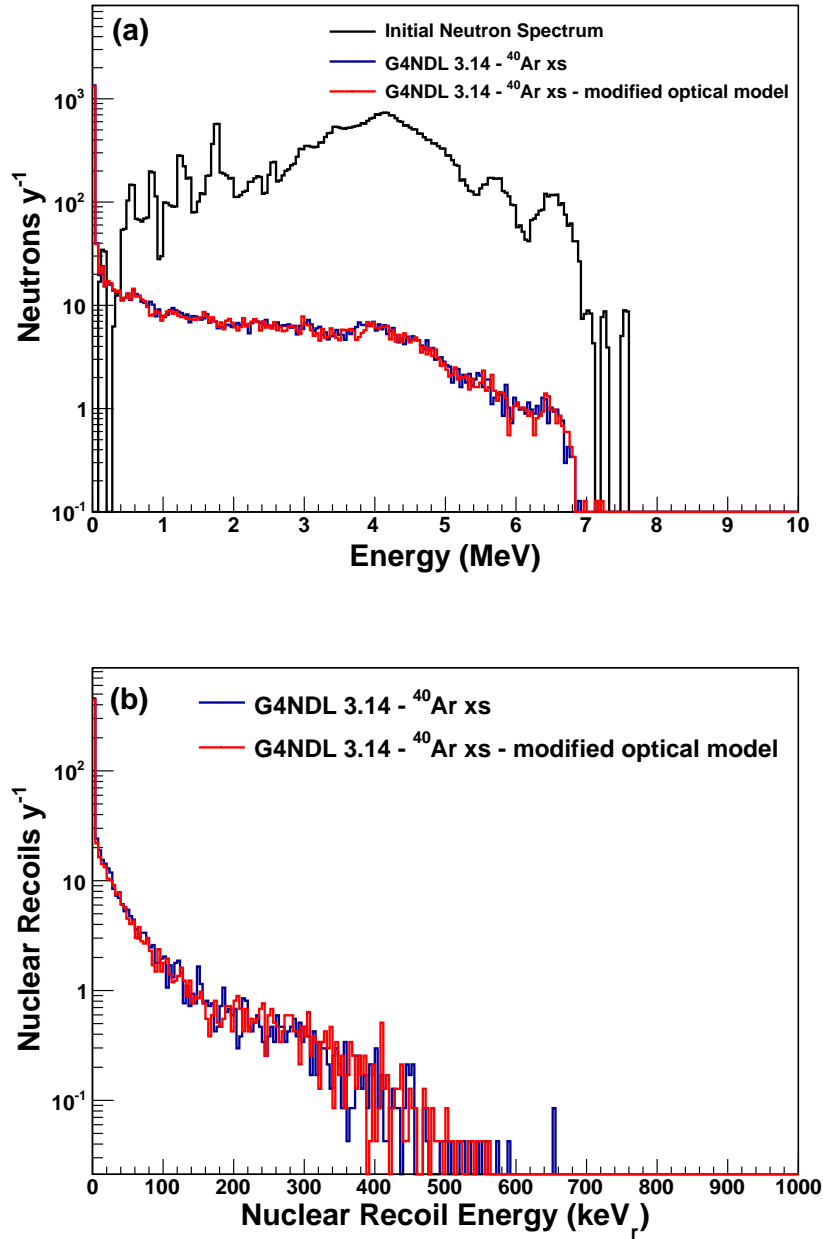 (a)
Initial Neutron Spectrum
G4NDL 3.14 - ⁴⁰Ar xs
G4NDL 3.14 - ⁴⁰Ar xs - modified optical model
Neutrons y⁻¹
10³
10²
10
1
10⁻¹
0 1 2 3 4 5 6 7 8 9 10
Energy (MeV)
(b)
G4NDL 3.14 - ⁴⁰Ar xs
G4NDL 3.14 - ⁴⁰Ar xs - modified optical model
Nuclear Recoils y⁻¹
10²
10
1
10⁻¹
0 100 200 300 400 500 600 700 800 900 1000
Nuclear Recoil Energy (keVᵣ)